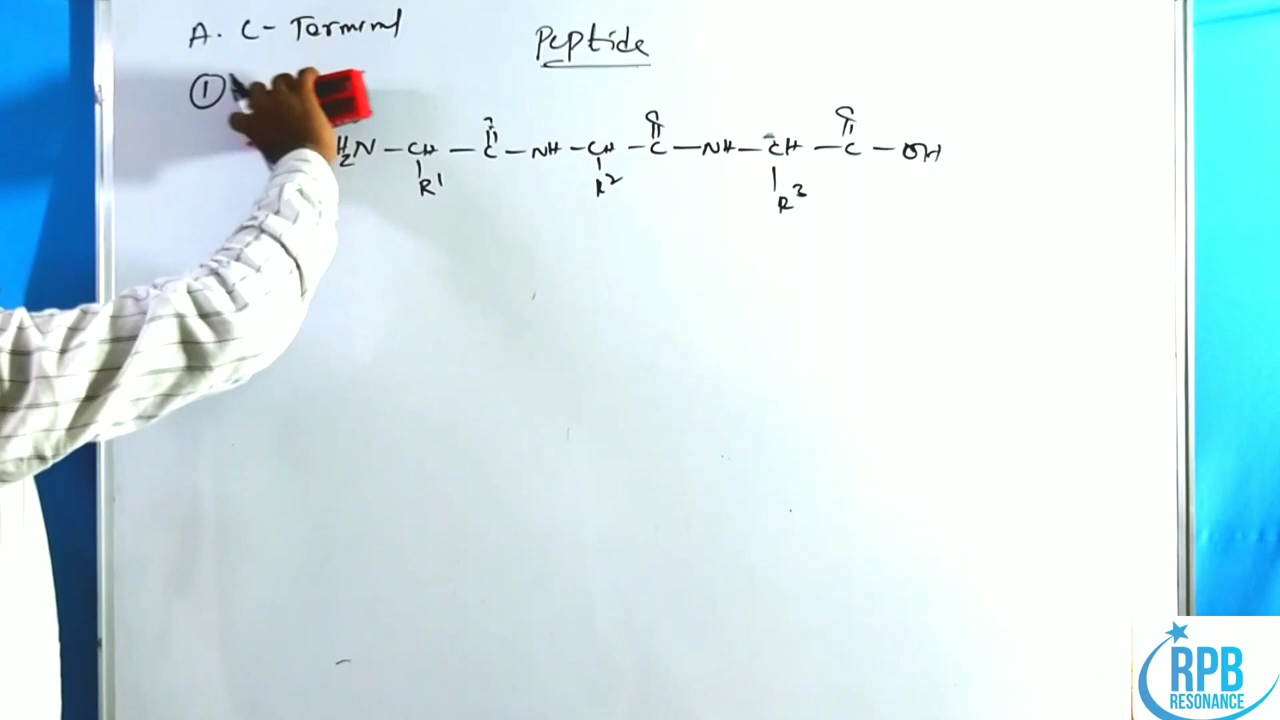 A. C- Terminal
Peptide
①
O O O
H2N - CH - C - NH - CH - C - NH - CH - C - OH
R1 R2 R3
RPB
RESONANCE